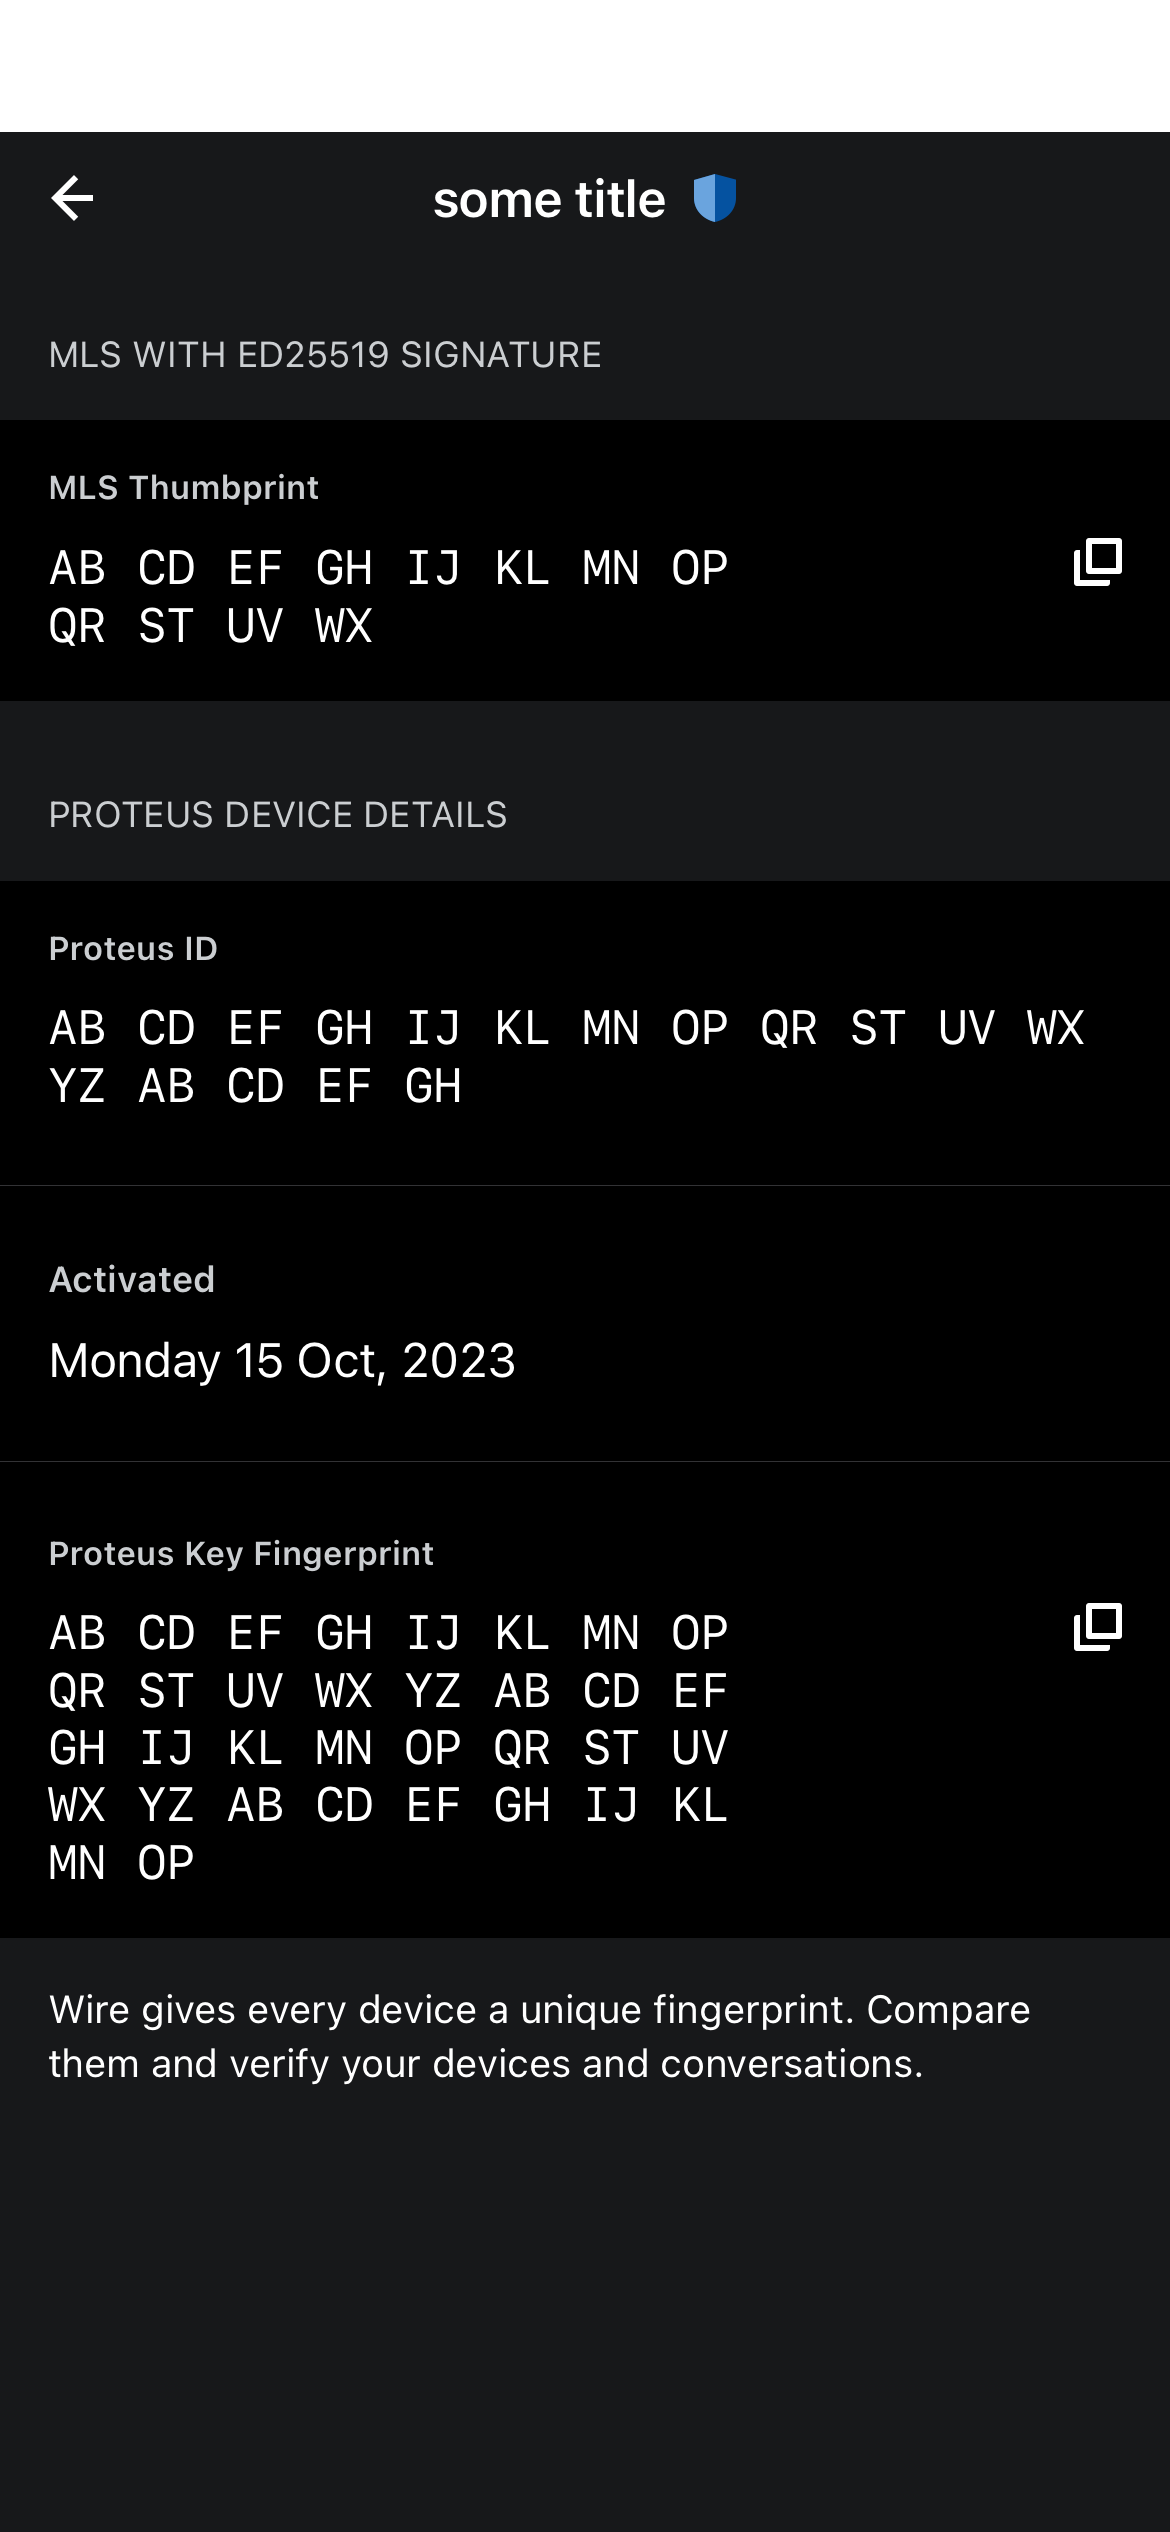 some title
MLS WITH ED25519 SIGNATURE
MLS Thumbprint
AB CD EF GH IJ KL MN OP
QR ST UV WX
PROTEUS DEVICE DETAILS
Proteus ID
AB CD EF GH IJ KL MN OP QR ST UV WX
YZ AB CD EF GH
Activated
Monday 15 Oct, 2023
Proteus Key Fingerprint
AB CD EF GH IJ KL MN OP
QR ST UV WX YZ AB CD EF
GH IJ KL MN OP QR ST UV
WX YZ AB CD EF GH IJ KL
MN OP
Wire gives every device a unique fingerprint. Compare
them and verify your devices and conversations.